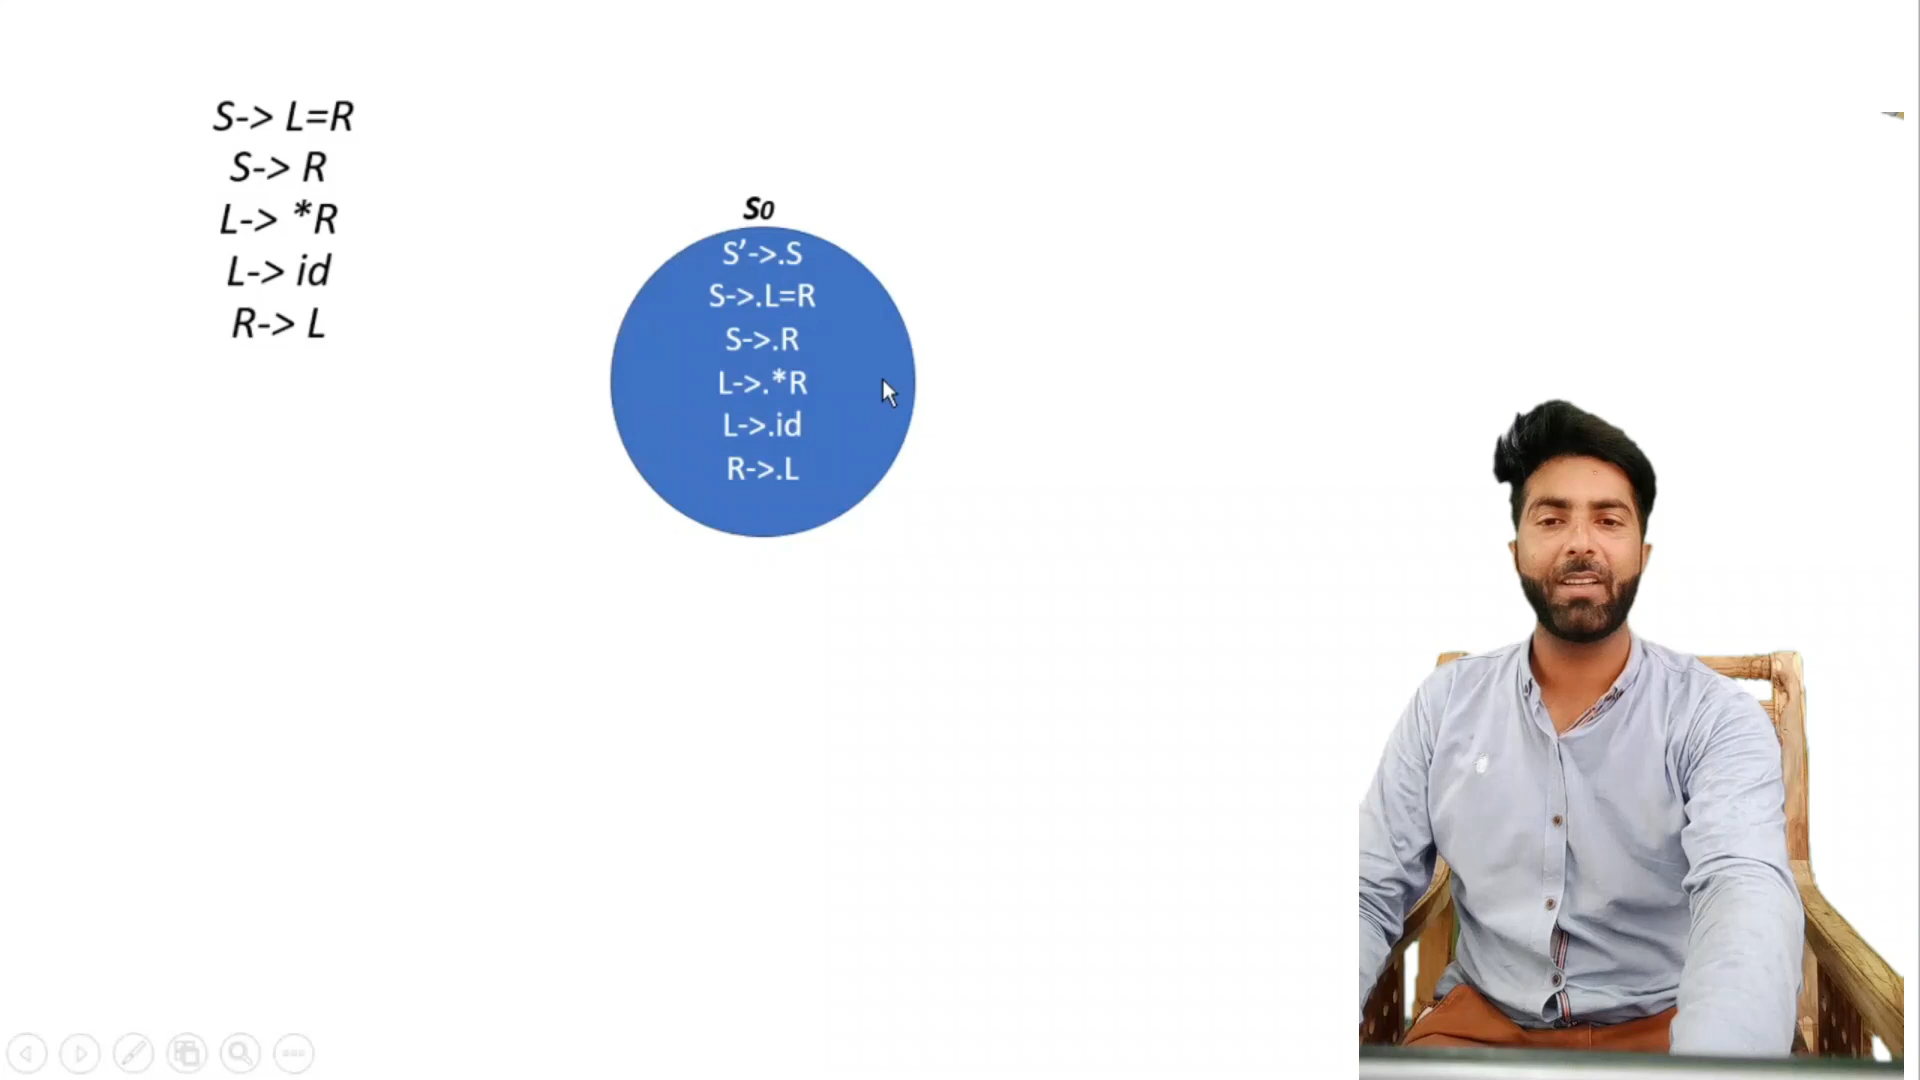 S-> L=R
S-> R
L-> *R
L-> id
R-> L
S0
S’->.S
S->.L=R
S->.R
L->.*R
L->.id
R->.L